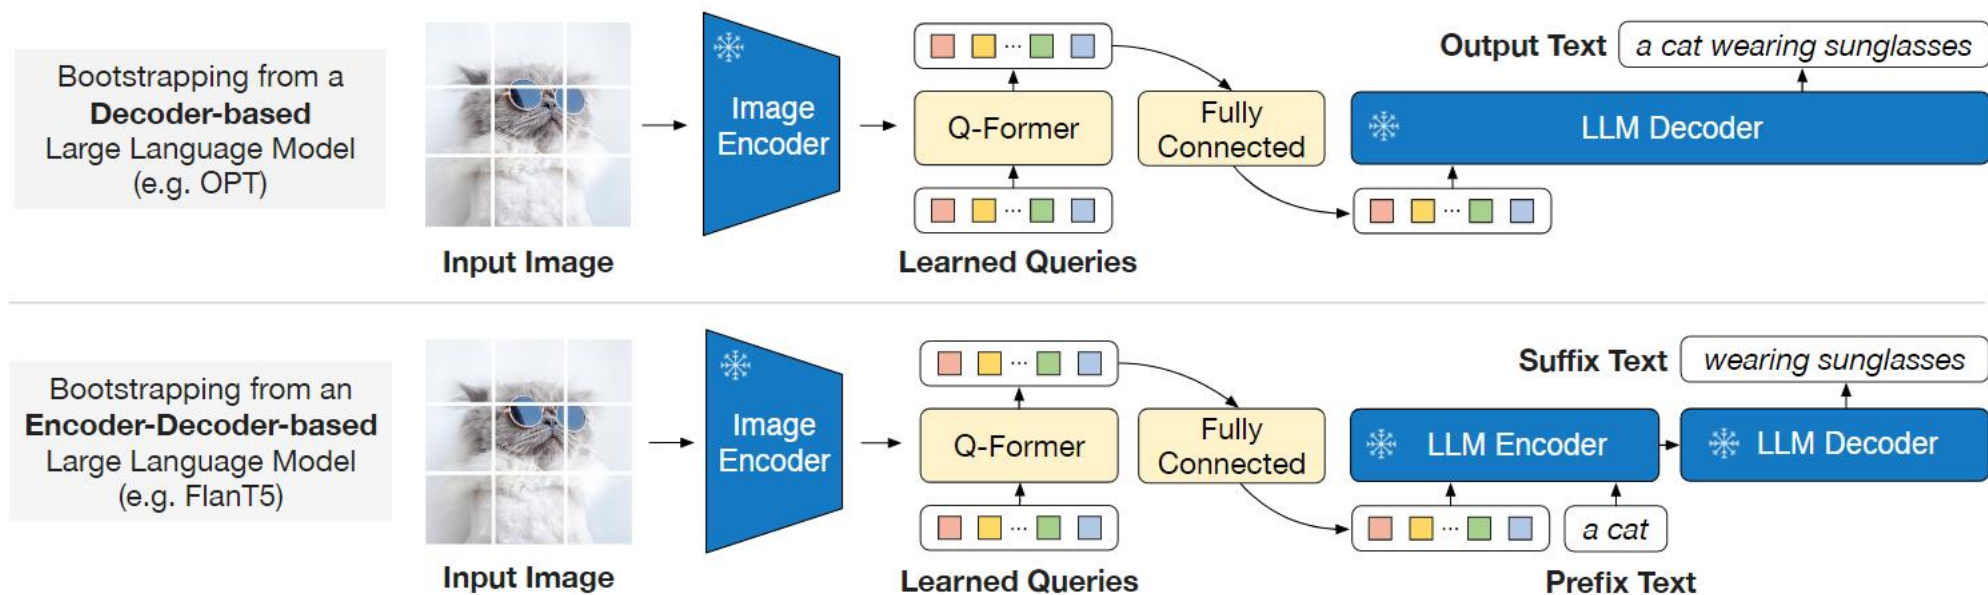 Bootstrapping from a
Decoder-based
Large Language Model
(e.g. OPT)
Input Image
Image
Encoder
Q-Former
Learned Queries
Fully
Connected
Output Text
a cat wearing sunglasses
LLM Decoder
Bootstrapping from an
Encoder-Decoder-based
Large Language Model
(e.g. FlanT5)
Input Image
Image
Encoder
Q-Former
Learned Queries
Fully
Connected
Suffix Text
wearing sunglasses
LLM Encoder
LLM Decoder
a cat
Prefix Text